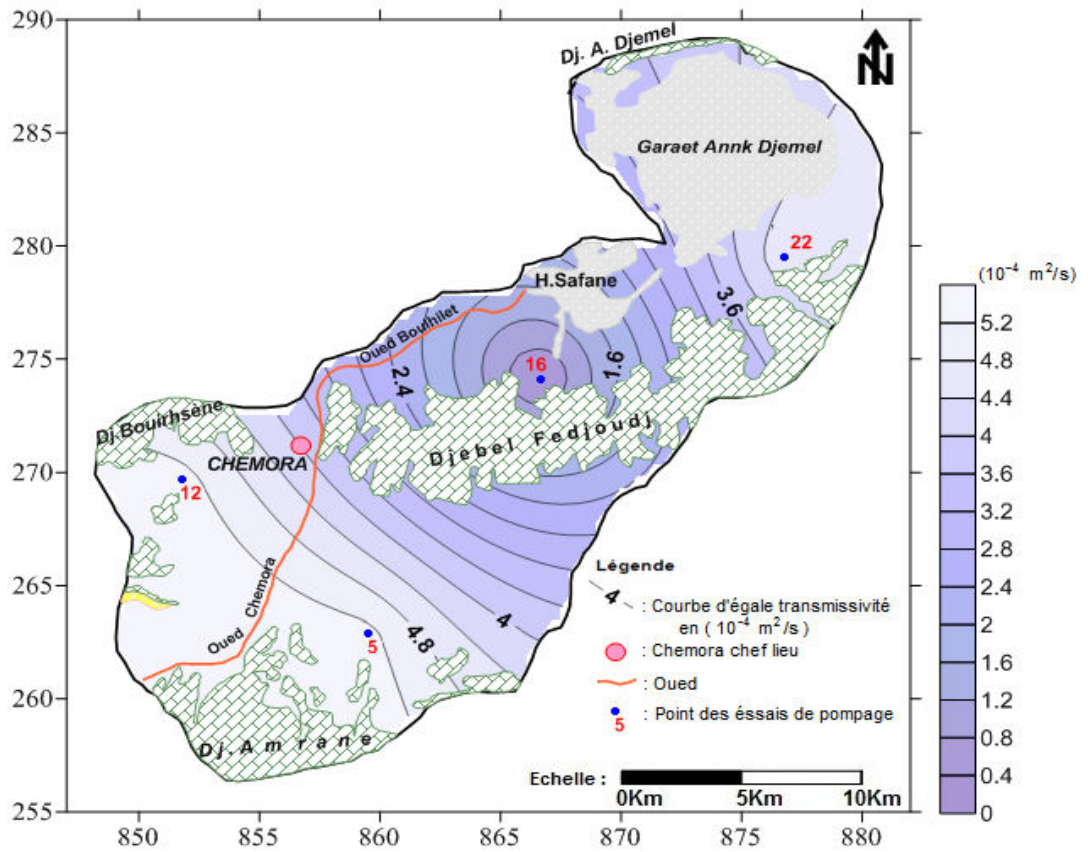 290
285
280
275
270
265
260
255
850
855
860
865
870
875
880
Dj. A. Djemel
N
Garaet Annk Djemel
22
H.Safane
3.6
Oued Boulhilet
16
1.6
2.4
Dj.Bouirhsène
Djebel Fedjoudj
CHEMORA
12
Oued Chemora
4
4.8
5
Dj.Amrane
Légende
4 : Courbe d'égale transmissivité
en ( 10⁻⁴ m²/s )
: Chemora chef lieu
: Oued
5 : Point des éssais de pompage
Echelle :
0Km 5Km 10Km
(10⁻⁴ m²/s)
5.2
4.8
4.4
4
3.6
3.2
2.8
2.4
2
1.6
1.2
0.8
0.4
0